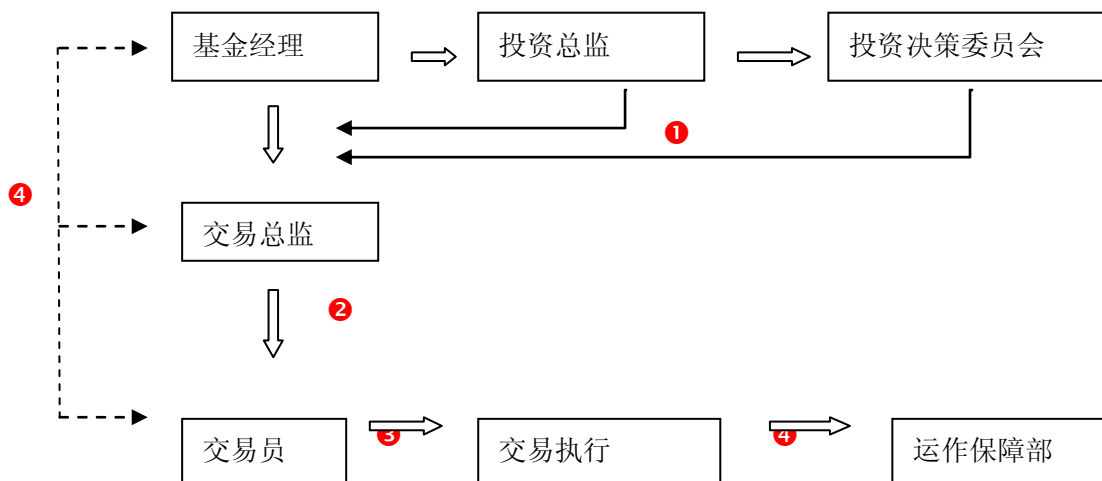 基金经理
投资总监
投资决策委员会
❶
❹
交易总监
❷
交易员
❸
交易执行
❹
运作保障部